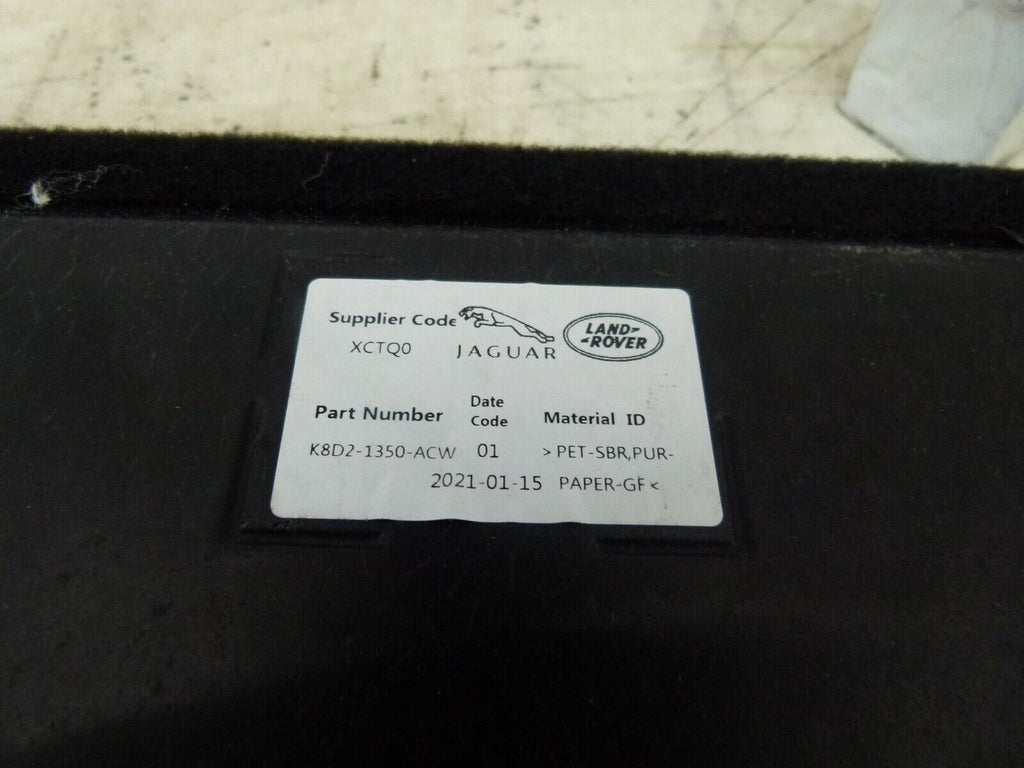 Supplier Code
XCTQ0
JAGUAR
LAND-
-ROVER
Part Number
Date
Code
Material ID
K8D2-1350-ACW 01 >PET-SBR,PUR-
2021-01-15 PAPER-GF<